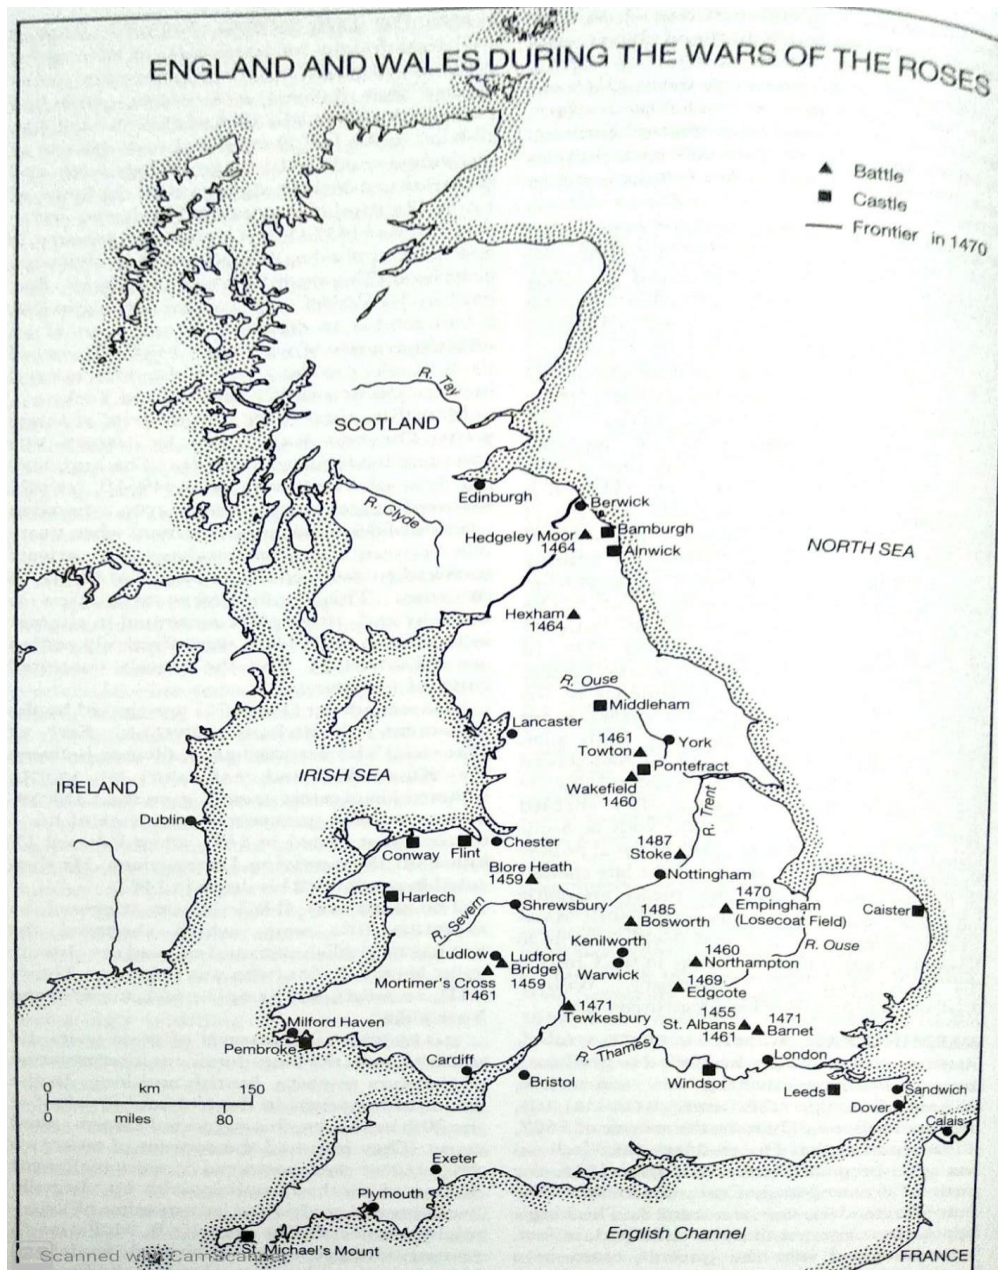 ENGLAND AND WALES DURING THE WARS OF THE ROSES
Battle
Castle
Frontier in 1470
R. Tay
SCOTLAND
Edinburgh
Berwick
R. Clyde
Bamburgh
Hedgeley Moor
1464
Alnwick
NORTH SEA
Hexham
1464
R. Ouse
Middleham
Lancaster
1461
Towton
York
Pontefract
IRISH SEA
Wakefield
1460
IRELAND
R. Trent
Dublin
1487
Stoke
Conway
Flint
Chester
Blore Heath
1459
Nottingham
Harlech
Shrewsbury
1470
Empingham
(Losecoat Field)
Caister
1485
Bosworth
R. Severn
R. Ouse
Kenilworth
Warwick
1460
Northampton
Ludlow
Ludford
Bridge
1459
Mortimer's Cross
1461
1469
Edgcote
1471
Tewkesbury
1455
St. Albans
1461
1471
Barnet
Milford Haven
Pembroke
R. Thames
London
Cardiff
Bristol
Windsor
Leeds
Sandwich
Dover
Calais
0 km 150
miles 80
Exeter
Plymouth
St. Michael's Mount
English Channel
FRANCE